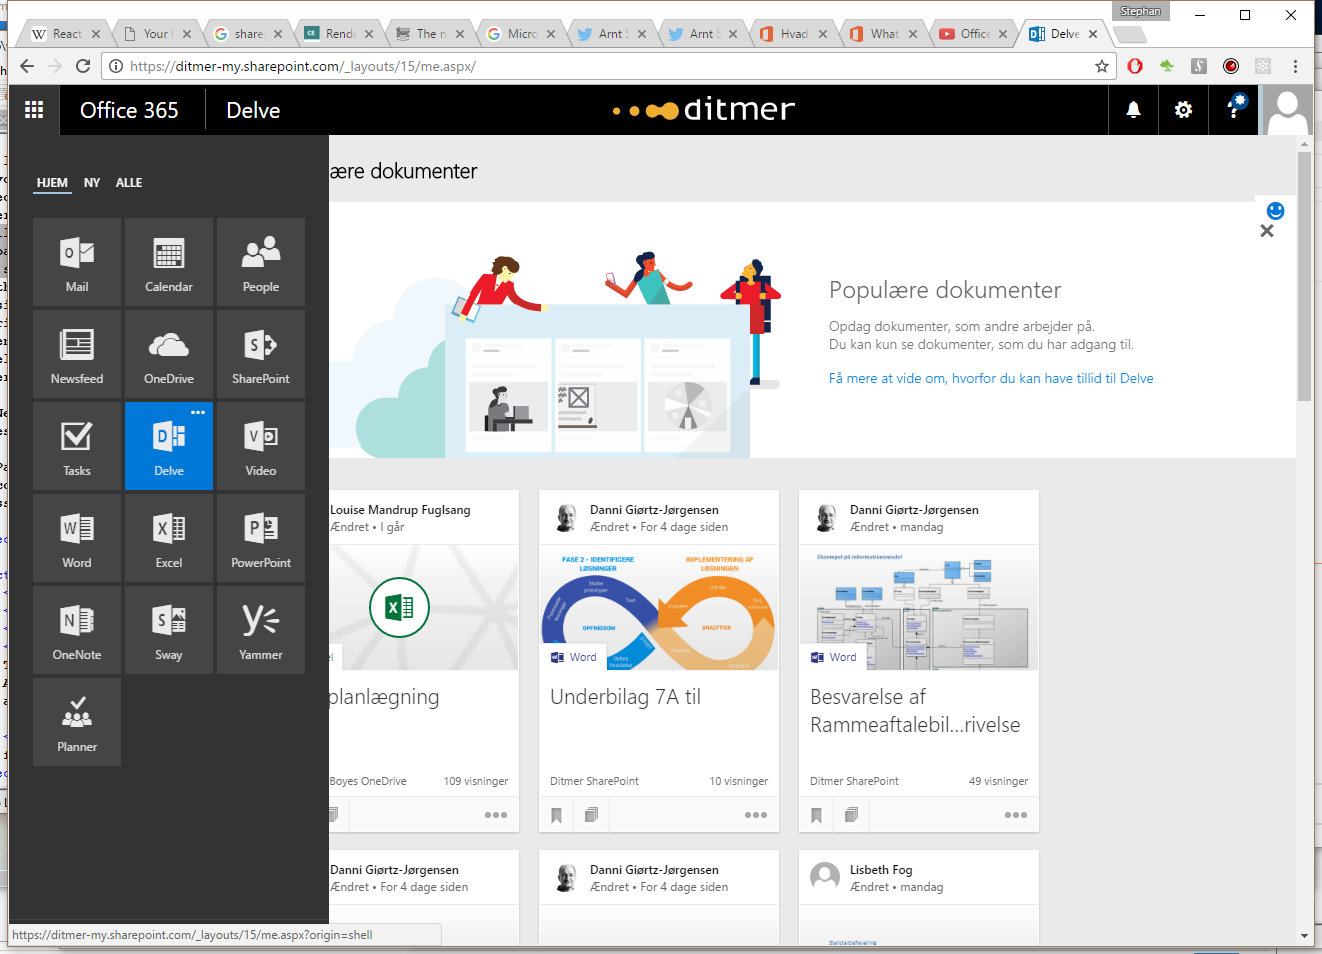 Stephan
React
Your l
share
Rende
The n
Micro
Arnt S
Arnt S
Hvad
What
Office
Delve
https://ditmer-my.sharepoint.com/_layouts/15/me.aspx/
Office 365
Delve
ditmer
HJEM NY ALLE
ære dokumenter
Mail
Calendar
People
Newsfeed
OneDrive
SharePoint
Tasks
Delve
Video
Word
Excel
PowerPoint
OneNote
Sway
Yammer
Planner
Populære dokumenter
Opdag dokumenter, som andre arbejder på.
Du kan kun se dokumenter, som du har adgang til.
Få mere at vide om, hvorfor du kan have tillid til Delve
Louise Mandrup Fuglsang
Ændret • I går
planlægning
Boyes OneDrive
109 visninger
Danni Giørtz-Jørgensen
Ændret • For 4 dage siden
FASE 2 - IDENTIFICERE
LØSNINGER
IMPLEMENTERING AF
LØSNINGEN
Skabe
prototyper
Test
OPFINDSOM
ANALYTISK
Word
Underbilag 7A til
Ditmer SharePoint
10 visninger
Danni Giørtz-Jørgensen
Ændret • mandag
Eksempel på informationsmodel
Word
Besvarelse af
Rammeaftalebil...rivelse
Ditmer SharePoint
49 visninger
Danni Giørtz-Jørgensen
Ændret • For 4 dage siden
Danni Giørtz-Jørgensen
Ændret • For 4 dage siden
Lisbeth Fog
Ændret • mandag
https://ditmer-my.sharepoint.com/_layouts/15/me.aspx?origin=shell